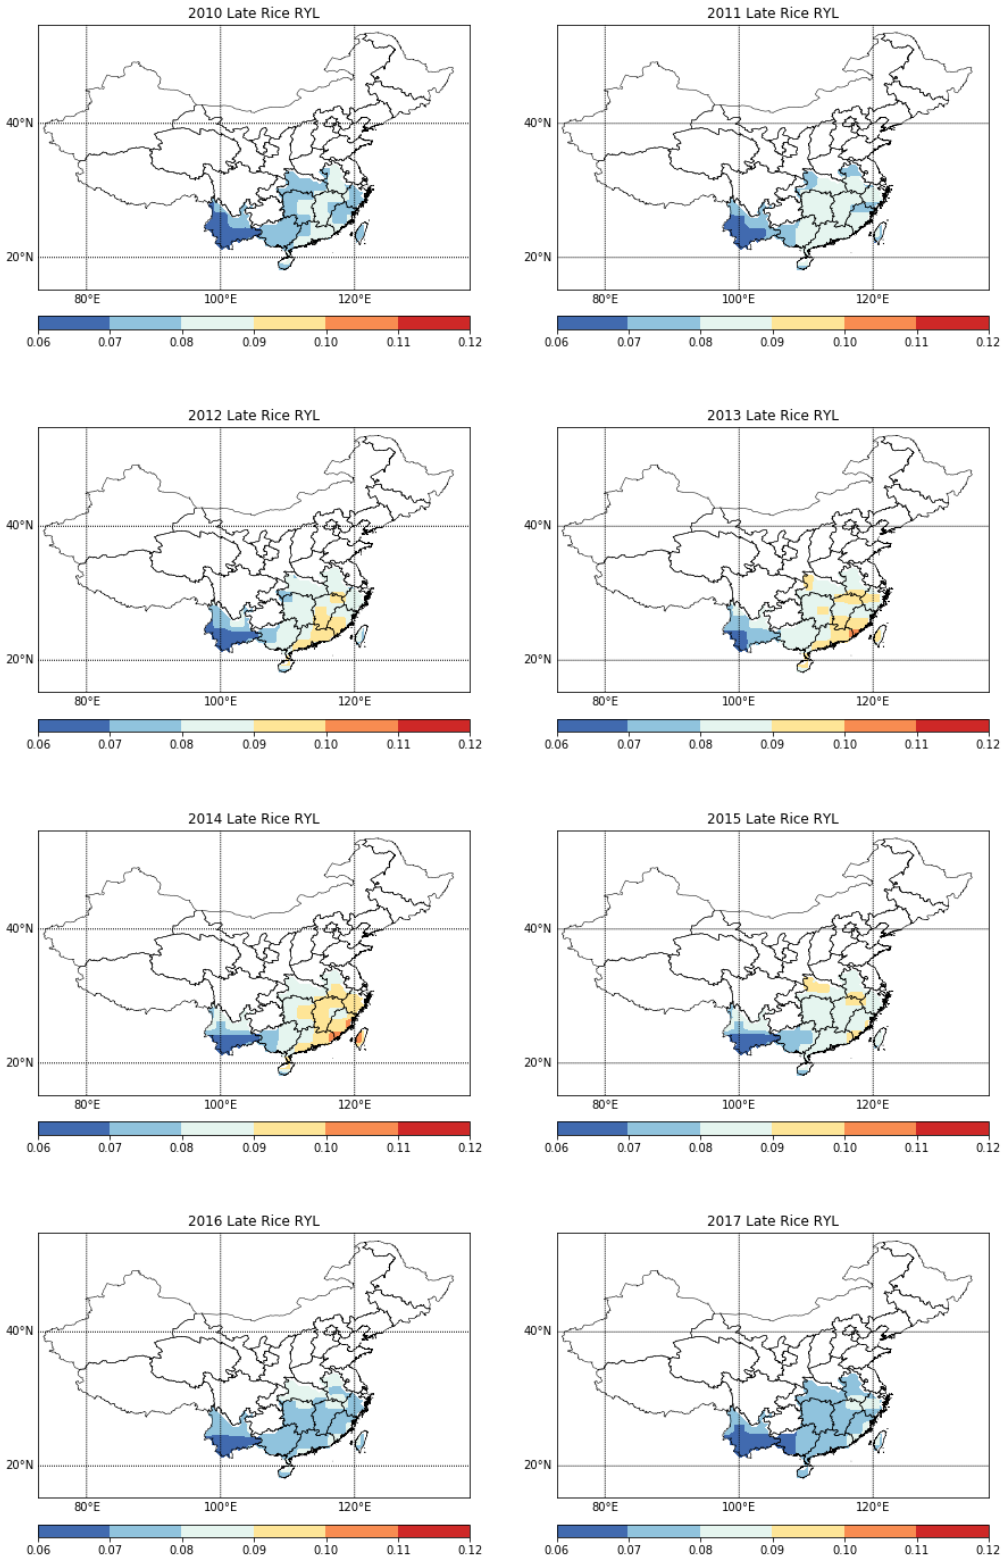 2010 Late Rice RYL
40°N
20°N
80°E 100°E 120°E
0.06 0.07 0.08 0.09 0.10 0.11 0.12
2011 Late Rice RYL
40°N
20°N
80°E 100°E 120°E
0.06 0.07 0.08 0.09 0.10 0.11 0.12
2012 Late Rice RYL
40°N
20°N
80°E 100°E 120°E
0.06 0.07 0.08 0.09 0.10 0.11 0.12
2013 Late Rice RYL
40°N
20°N
80°E 100°E 120°E
0.06 0.07 0.08 0.09 0.10 0.11 0.12
2014 Late Rice RYL
40°N
20°N
80°E 100°E 120°E
0.06 0.07 0.08 0.09 0.10 0.11 0.12
2015 Late Rice RYL
40°N
20°N
80°E 100°E 120°E
0.06 0.07 0.08 0.09 0.10 0.11 0.12
2016 Late Rice RYL
40°N
20°N
80°E 100°E 120°E
0.06 0.07 0.08 0.09 0.10 0.11 0.12
2017 Late Rice RYL
40°N
20°N
80°E 100°E 120°E
0.06 0.07 0.08 0.09 0.10 0.11 0.12